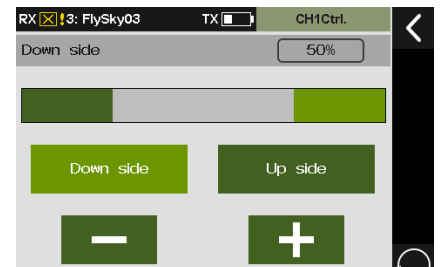 RX !3: FlySky03 TX CH1Ctrl.
Down side 50%
Down side Up side
− +